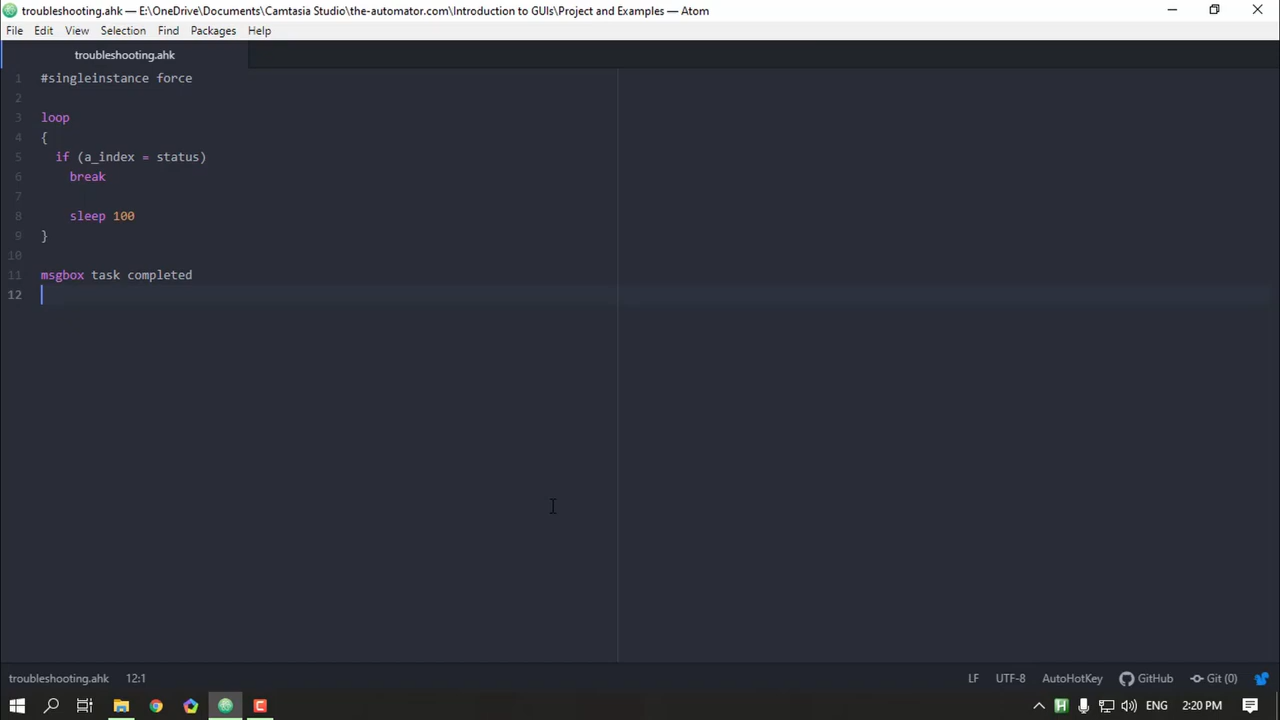 troubleshooting.ahk — E:\OneDrive\Documents\Camtasia Studio\the-automator.com\Introduction to GUIs\Project and Examples — Atom
File Edit View Selection Find Packages Help
troubleshooting.ahk
1 #singleinstance force
2
3 loop
4 {
5 if (a_index = status)
6 break
7
8 sleep 100
9 }
10
11 msgbox task completed
12
troubleshooting.ahk 12:1 LF UTF-8 AutoHotKey GitHub Git (0)
ENG 2:20 PM